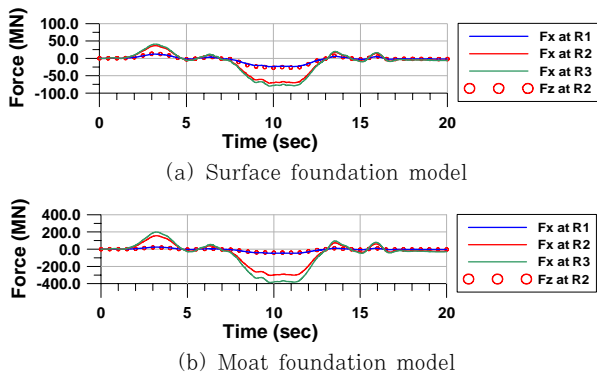 100.0
50.0
0.0
-50.0
-100.0
Force (MN)
0 5 10 15 20
Time (sec)
Fx at R1
Fx at R2
Fx at R3
Fz at R2
(a) Surface foundation model
400.0
200.0
0.0
-200.0
-400.0
Force (MN)
0 5 10 15 20
Time (sec)
Fx at R1
Fx at R2
Fx at R3
Fz at R2
(b) Moat foundation model